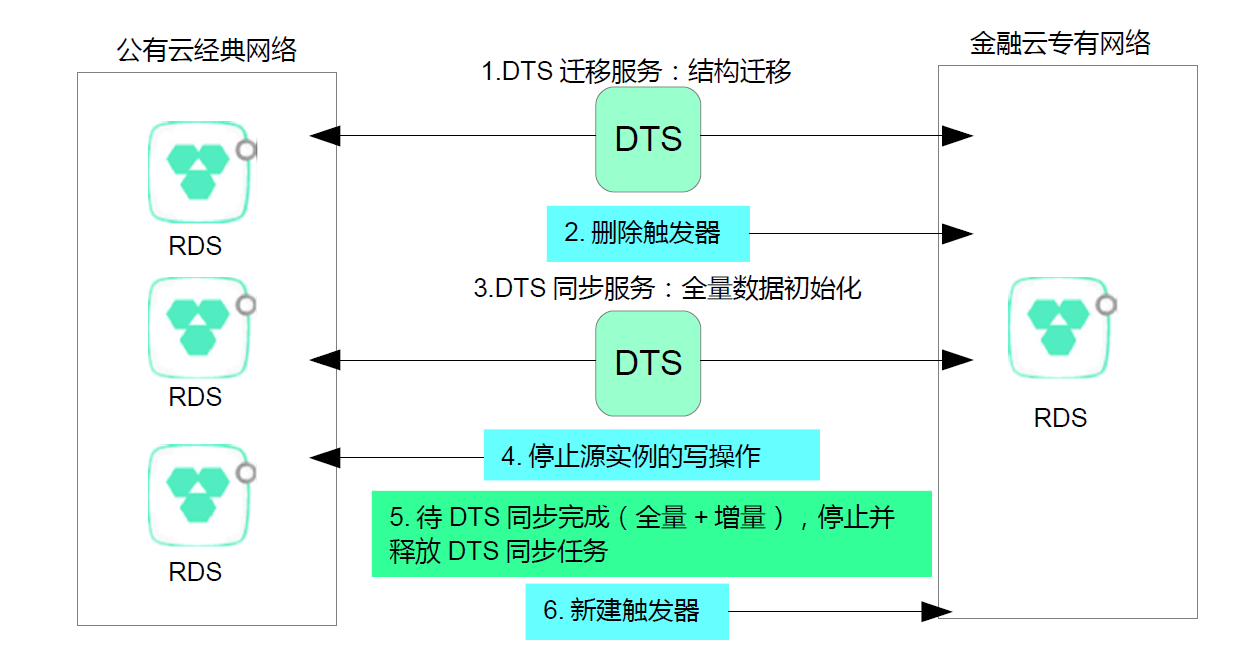 公有云经典网络
金融云专有网络
1.DTS 迁移服务：结构迁移
DTS
RDS
2. 删除触发器
3.DTS 同步服务：全量数据初始化
DTS
RDS
RDS
4. 停止源实例的写操作
5. 待 DTS 同步完成（全量 + 增量），停止并
释放 DTS 同步任务
RDS
6. 新建触发器